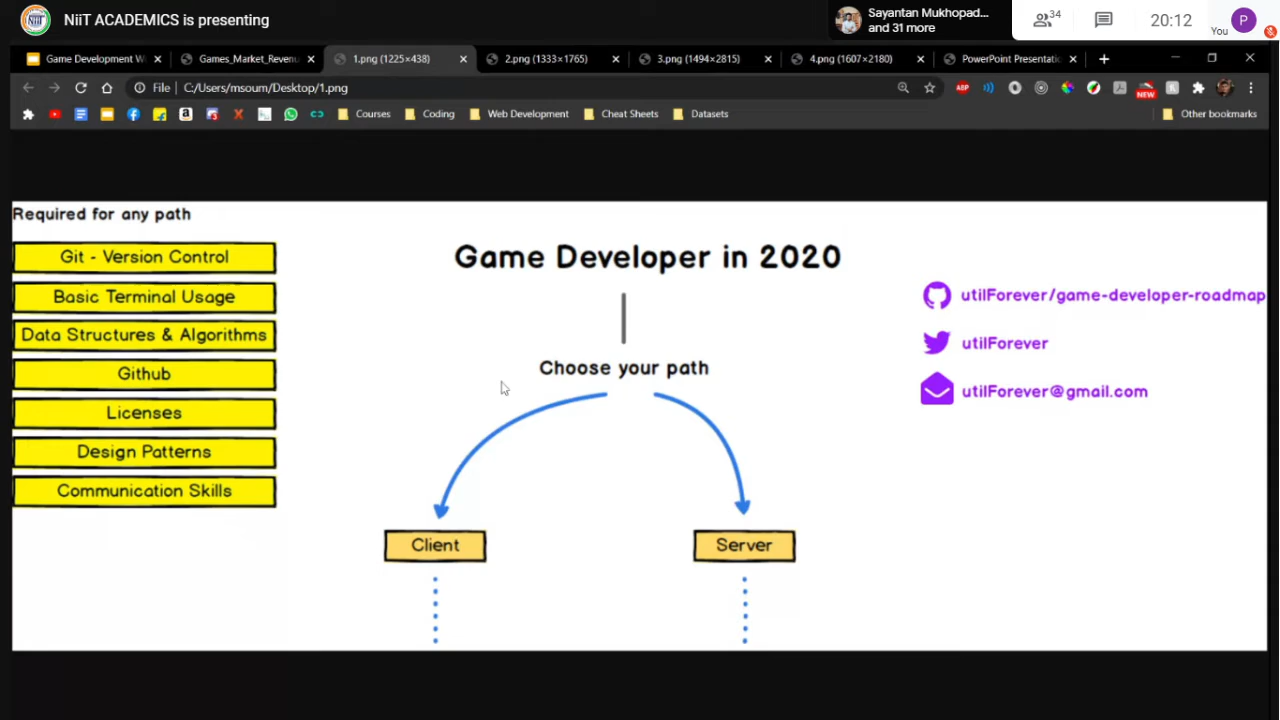 NiiT ACADEMICS is presenting
Sayantan Mukhopad...
and 31 more
34
20:12
P
You
Game Development W
Games_Market_Revenu
1.png (1225×438)
2.png (1333×1765)
3.png (1494×2815)
4.png (1607×2180)
PowerPoint Presentatio
File
C:/Users/msoum/Desktop/1.png
ABP
NEW
Courses
Coding
Web Development
Cheat Sheets
Datasets
Other bookmarks
Required for any path
Git - Version Control
Basic Terminal Usage
Data Structures & Algorithms
Github
Licenses
Design Patterns
Communication Skills
Game Developer in 2020
Choose your path
Client
Server
utilForever/game-developer-roadmap
utilForever
utilForever@gmail.com